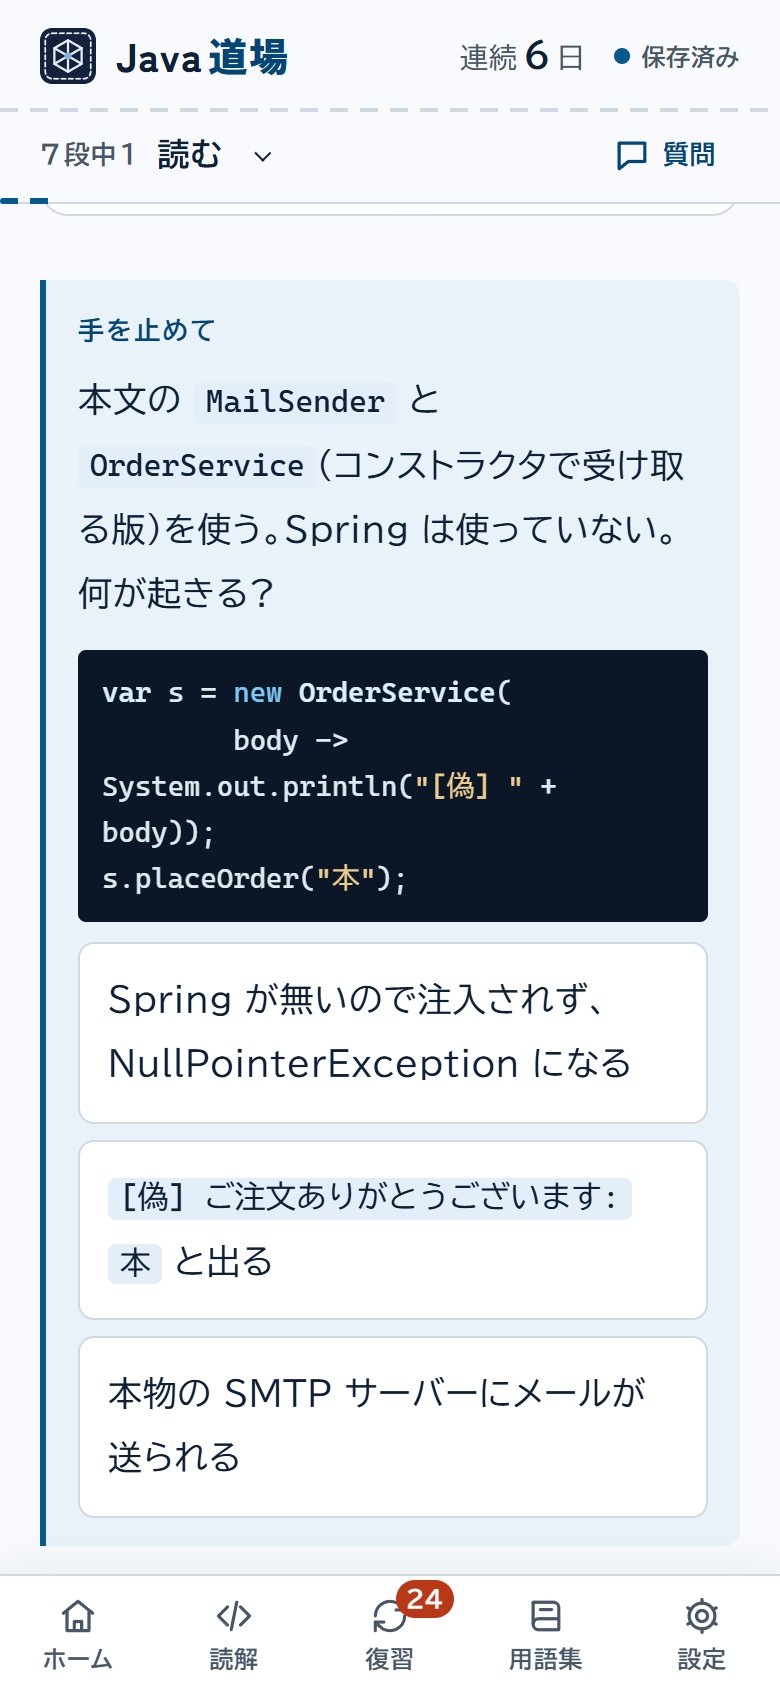 Java道場
連続 6 日
保存済み
7段中1 読む
質問
手を止めて
本文の MailSender と
OrderService (コンストラクタで受け取
る版)を使う。Spring は使っていない。
何が起きる?
var s = new OrderService(
body ->
System.out.println("[偽] " +
body));
s.placeOrder("本");
Spring が無いので注入されず、
NullPointerException になる
[偽] ご注文ありがとうございます:
本 と出る
本物の SMTP サーバーにメールが
送られる
24
ホーム
読解
復習
用語集
設定